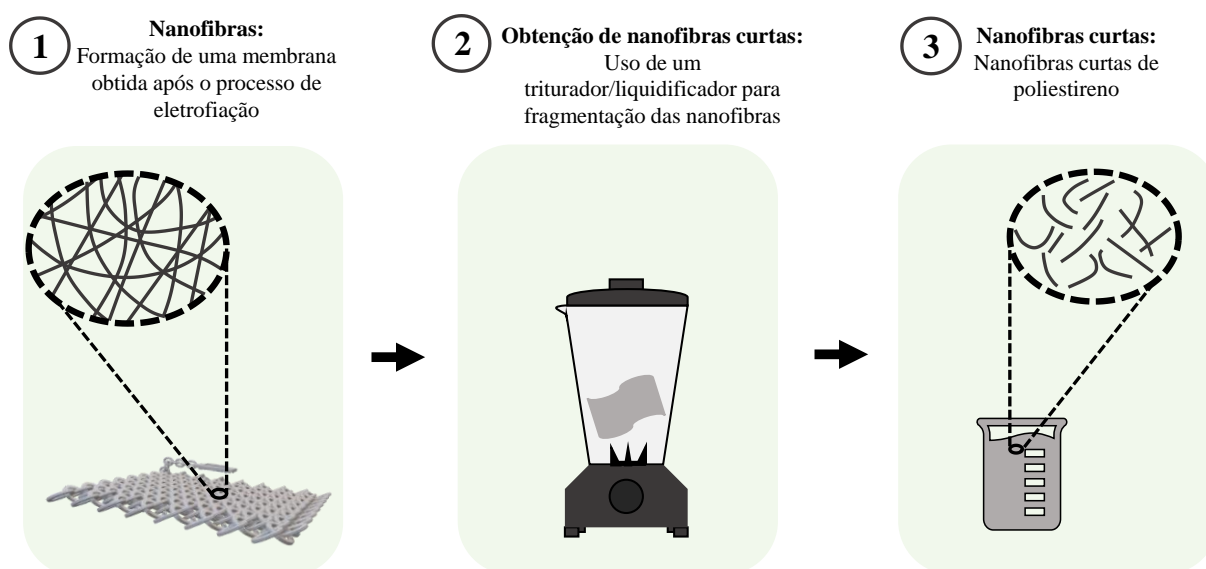 1
Nanofibras:
Formação de uma membrana
obtida após o processo de
eletrofiação
2
Obtenção de nanofibras curtas:
Uso de um
triturador/liquidificador para
fragmentação das nanofibras
3
Nanofibras curtas:
Nanofibras curtas de
poliestireno